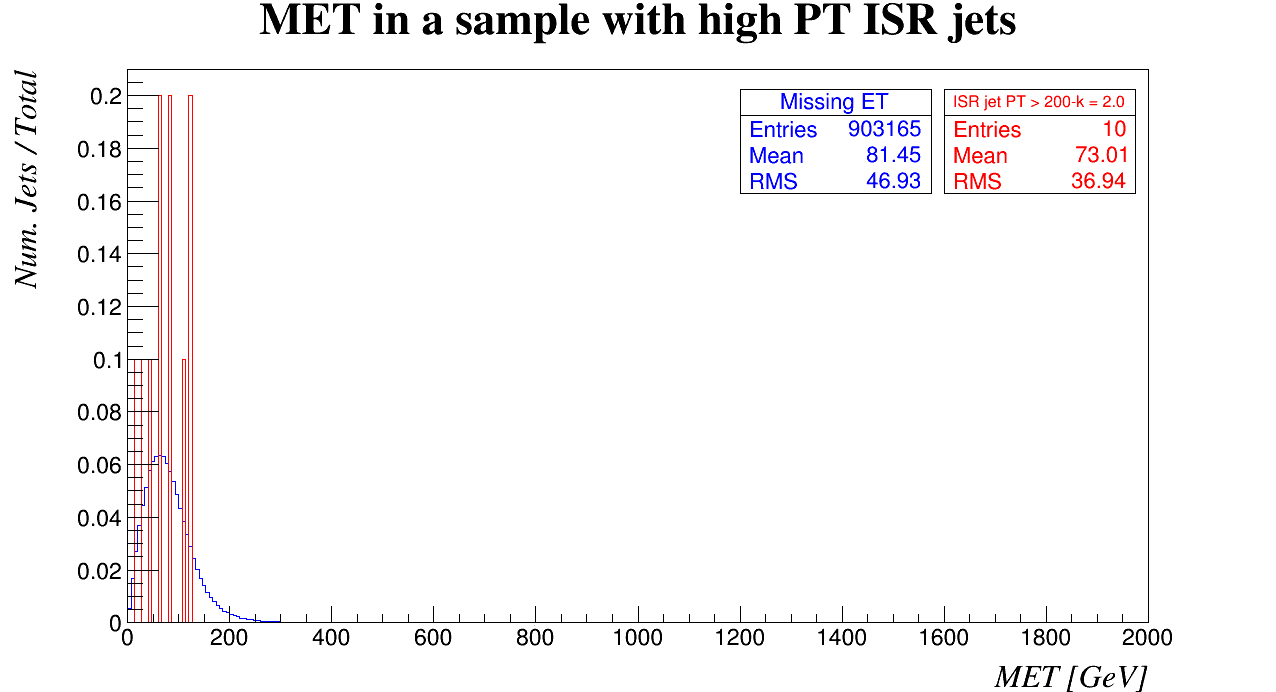 MET in a sample with high PT ISR jets
Num. Jets / Total
0.2
0.18
0.16
0.14
0.12
0.1
0.08
0.06
0.04
0.02
0
Missing ET
Entries 903165
Mean 81.45
RMS 46.93
ISR jet PT > 200-k = 2.0
Entries 10
Mean 73.01
RMS 36.94
0 200 400 600 800 1000 1200 1400 1600 1800 2000
MET [GeV]